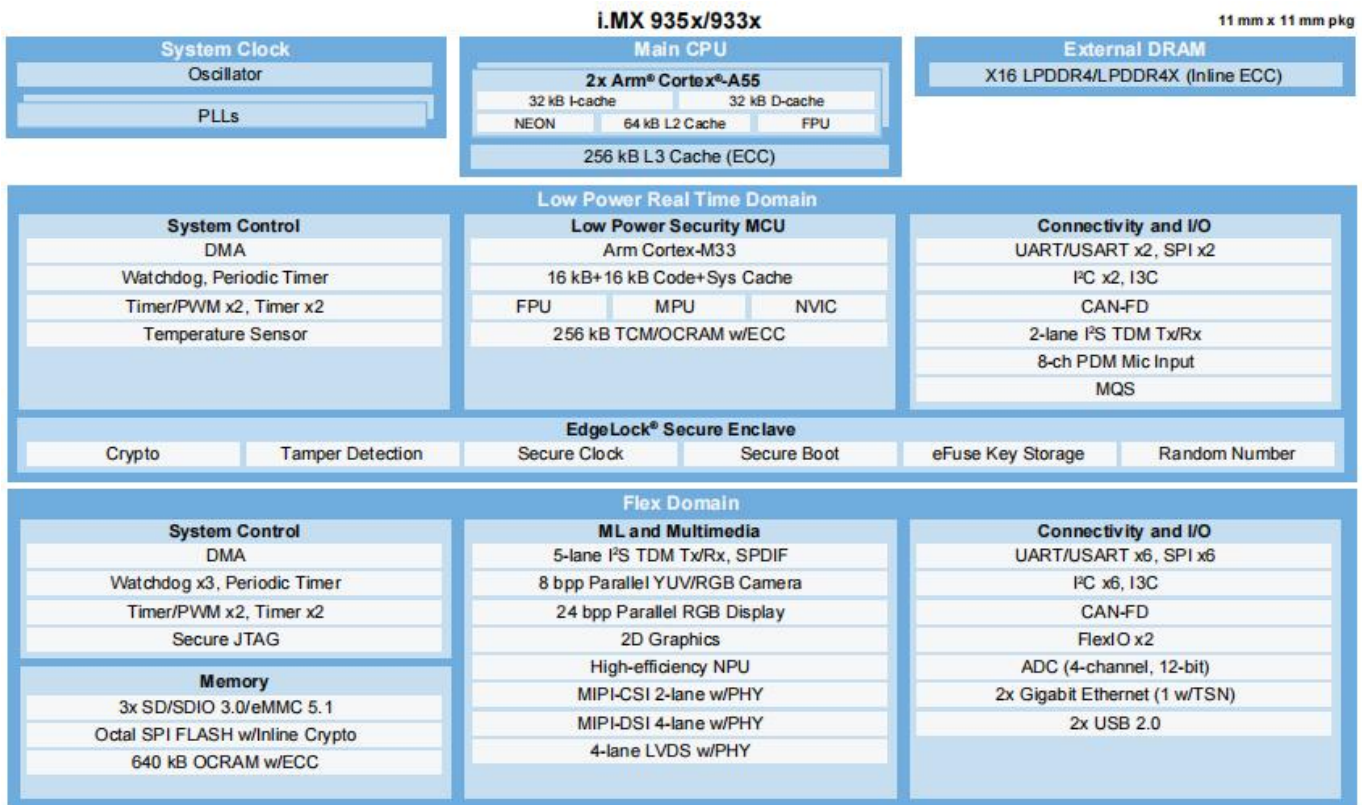 i.MX 935x/933x
11 mm x 11 mm pkg
System Clock
Oscillator
PLLs
Main CPU
2x Arm® Cortex®-A55
32 kB I-cache
32 kB D-cache
NEON
64 kB L2 Cache
FPU
256 kB L3 Cache (ECC)
External DRAM
X16 LPDDR4/LPDDR4X (Inline ECC)
Low Power Real Time Domain
System Control
DMA
Watchdog, Periodic Timer
Timer/PWM x2, Timer x2
Temperature Sensor
Low Power Security MCU
Arm Cortex-M33
16 kB+16 kB Code+Sys Cache
FPU
MPU
NVIC
256 kB TCM/OCRAM w/ECC
Connectivity and I/O
UART/USART x2, SPI x2
I²C x2, I3C
CAN-FD
2-lane I²S TDM Tx/Rx
8-ch PDM Mic Input
MQS
EdgeLock® Secure Enclave
Crypto
Tamper Detection
Secure Clock
Secure Boot
eFuse Key Storage
Random Number
Flex Domain
System Control
DMA
Watchdog x3, Periodic Timer
Timer/PWM x2, Timer x2
Secure JTAG
Memory
3x SD/SDIO 3.0/eMMC 5.1
Octal SPI FLASH w/Inline Crypto
640 kB OCRAM w/ECC
ML and Multimedia
5-lane I²S TDM Tx/Rx, SPDIF
8 bpp Parallel YUV/RGB Camera
24 bpp Parallel RGB Display
2D Graphics
High-efficiency NPU
MIPI-CSI 2-lane w/PHY
MIPI-DSI 4-lane w/PHY
4-lane LVDS w/PHY
Connectivity and I/O
UART/USART x6, SPI x6
I²C x6, I3C
CAN-FD
FlexIO x2
ADC (4-channel, 12-bit)
2x Gigabit Ethernet (1 w/TSN)
2x USB 2.0